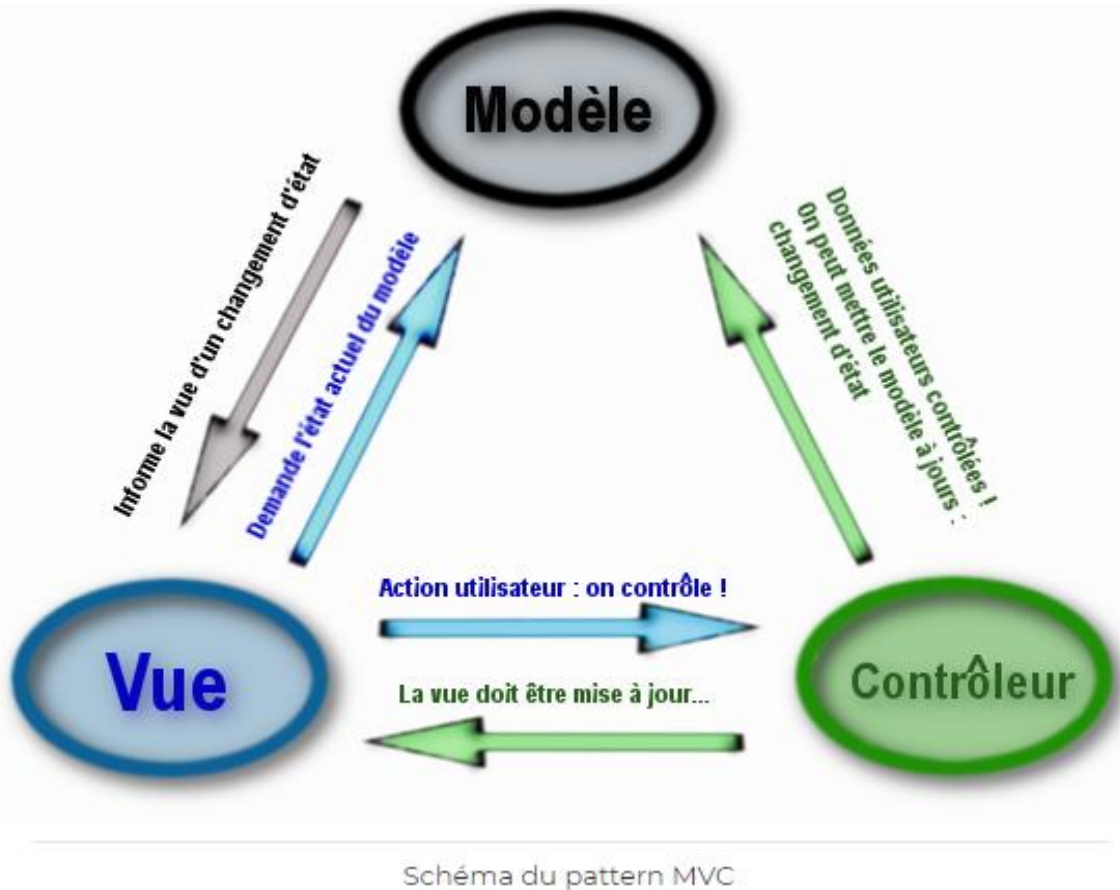 Modèle
Informe la vue d'un changement d'état
Demande l'état actuel du modèle
Données utilisateurs contrôlées !
On peut mettre le modèle à jours :
changement d'état
Action utilisateur : on contrôle !
Vue
La vue doit être mise à jour...
Contrôleur
Schéma du pattern MVC